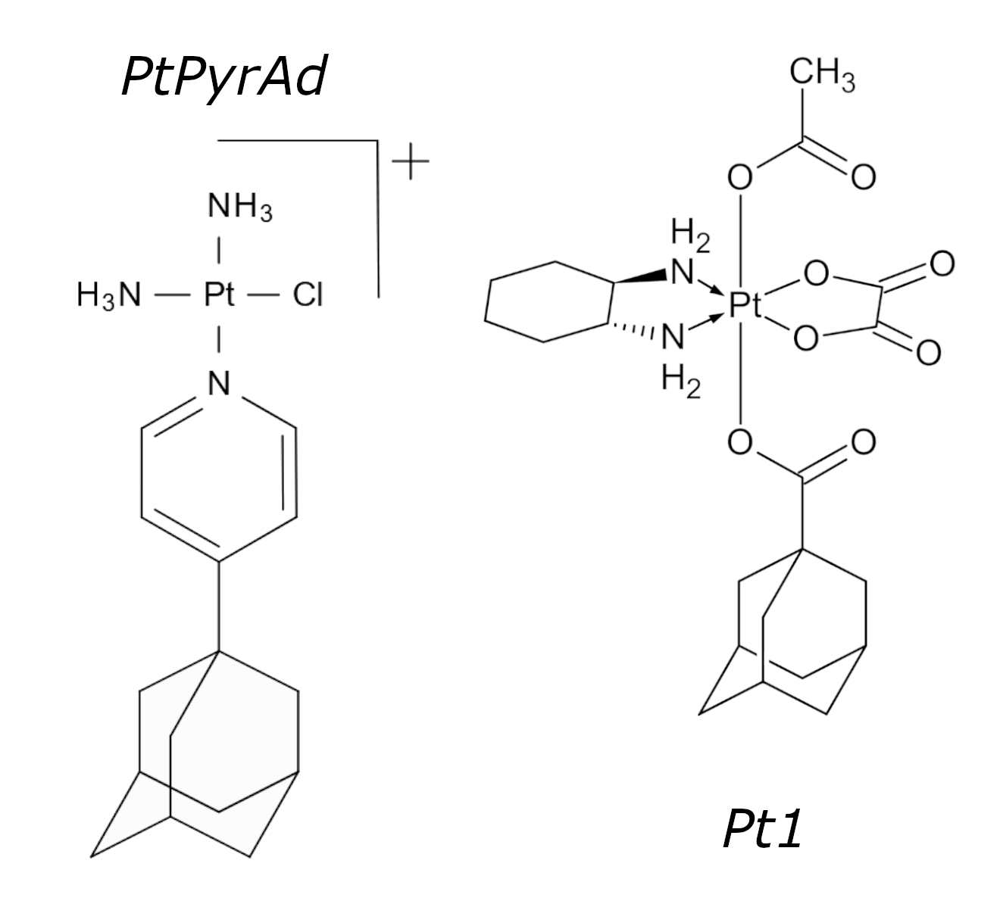 PtPyrAd
+
NH3
H3N Pt Cl
N
CH3
O O
H2
N O O
Pt
N O O
H2
O O
Pt1